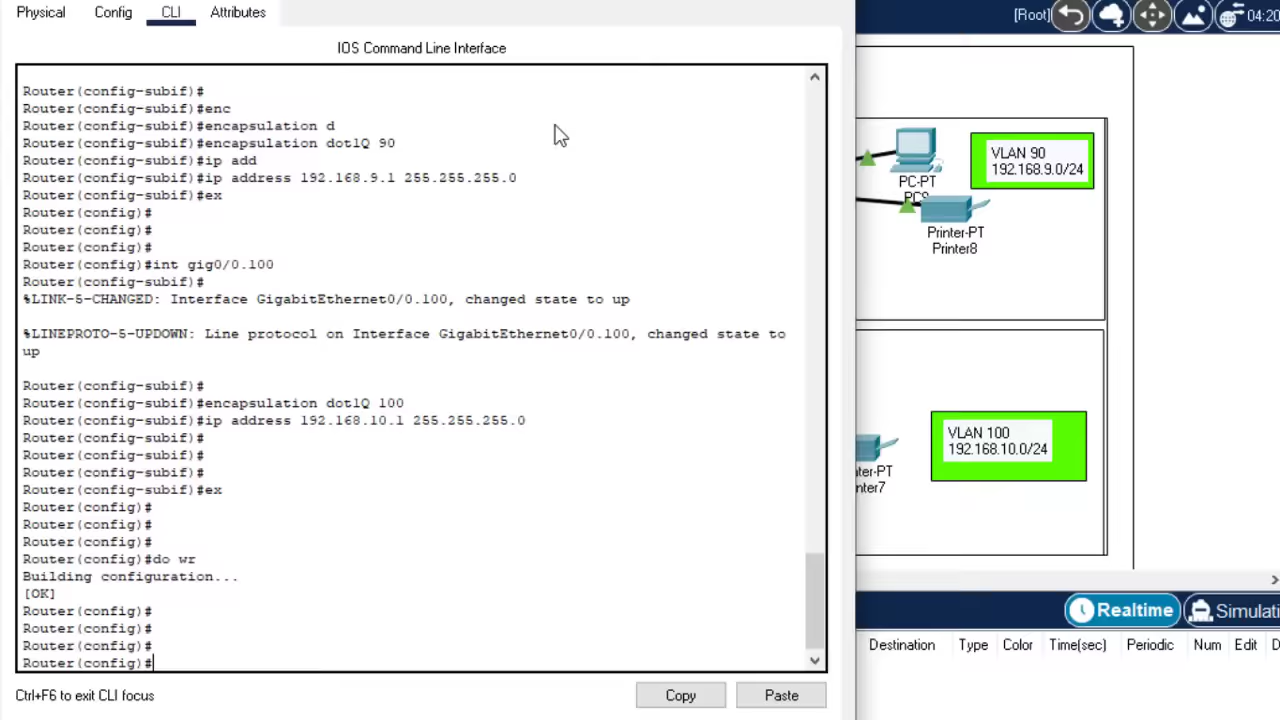 Physical Config CLI Attributes
IOS Command Line Interface
Router(config-subif)#
Router(config-subif)#enc
Router(config-subif)#encapsulation d
Router(config-subif)#encapsulation dot1Q 90
Router(config-subif)#ip add
Router(config-subif)#ip address 192.168.9.1 255.255.255.0
Router(config-subif)#ex
Router(config)#
Router(config)#
Router(config)#
Router(config)#int gig0/0.100
Router(config-subif)#
%LINK-5-CHANGED: Interface GigabitEthernet0/0.100, changed state to up
%LINEPROTO-5-UPDOWN: Line protocol on Interface GigabitEthernet0/0.100, changed state to
up
Router(config-subif)#
Router(config-subif)#encapsulation dot1Q 100
Router(config-subif)#ip address 192.168.10.1 255.255.255.0
Router(config-subif)#
Router(config-subif)#
Router(config-subif)#
Router(config-subif)#ex
Router(config)#
Router(config)#
Router(config)#
Router(config)#do wr
Building configuration...
[OK]
Router(config)#
Router(config)#
Router(config)#
Router(config)#
Ctrl+F6 to exit CLI focus
Copy Paste
[Root] 04:20
PC-PT
VLAN 90
192.168.9.0/24
Printer-PT
Printer8
VLAN 100
192.168.10.0/24
ter-PT
nter7
Realtime Simulati
Destination Type Color Time(sec) Periodic Num Edit D